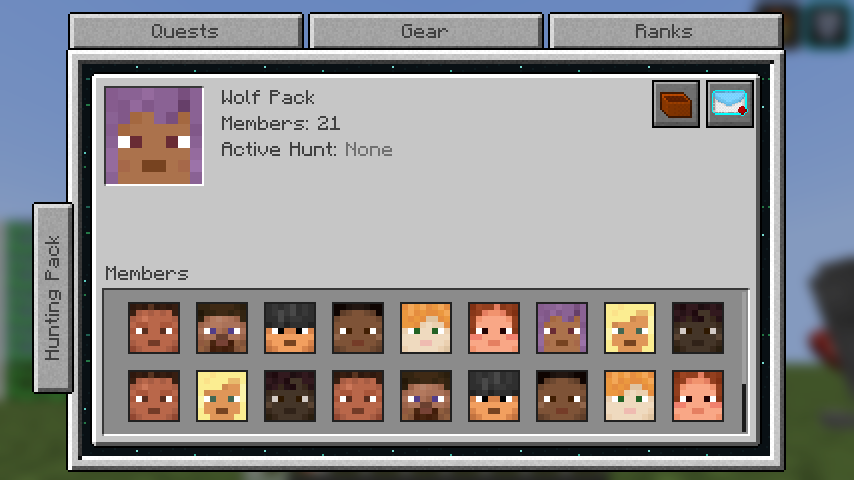 Quests
Gear
Ranks
Wolf Pack
Members: 21
Active Hunt: None
Hunting Pack
Members